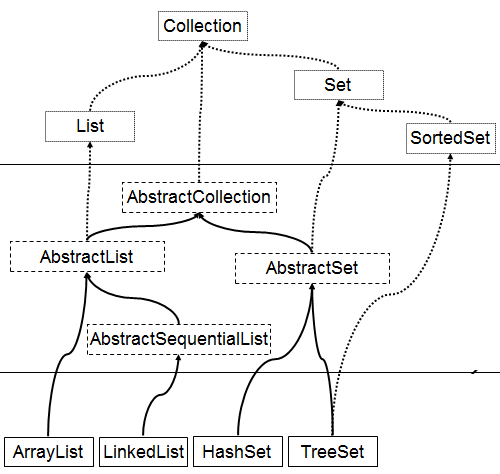 Collection
Set
List
SortedSet
AbstractCollection
AbstractList
AbstractSet
AbstractSequentialList
ArrayList
LinkedList
HashSet
TreeSet